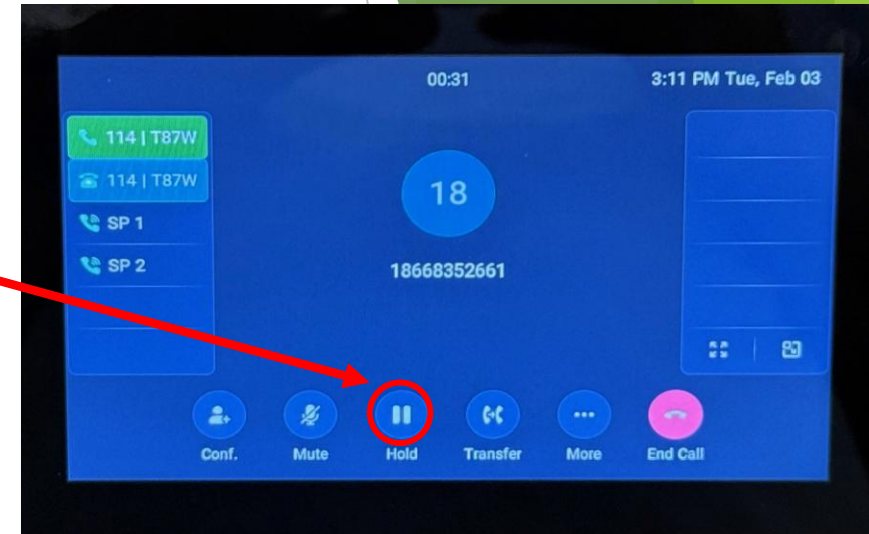 00:31
3:11 PM Tue, Feb 03
114 | T87W
114 | T87W
SP 1
SP 2
18
18668352661
Conf.
Mute
Hold
Transfer
More
End Call